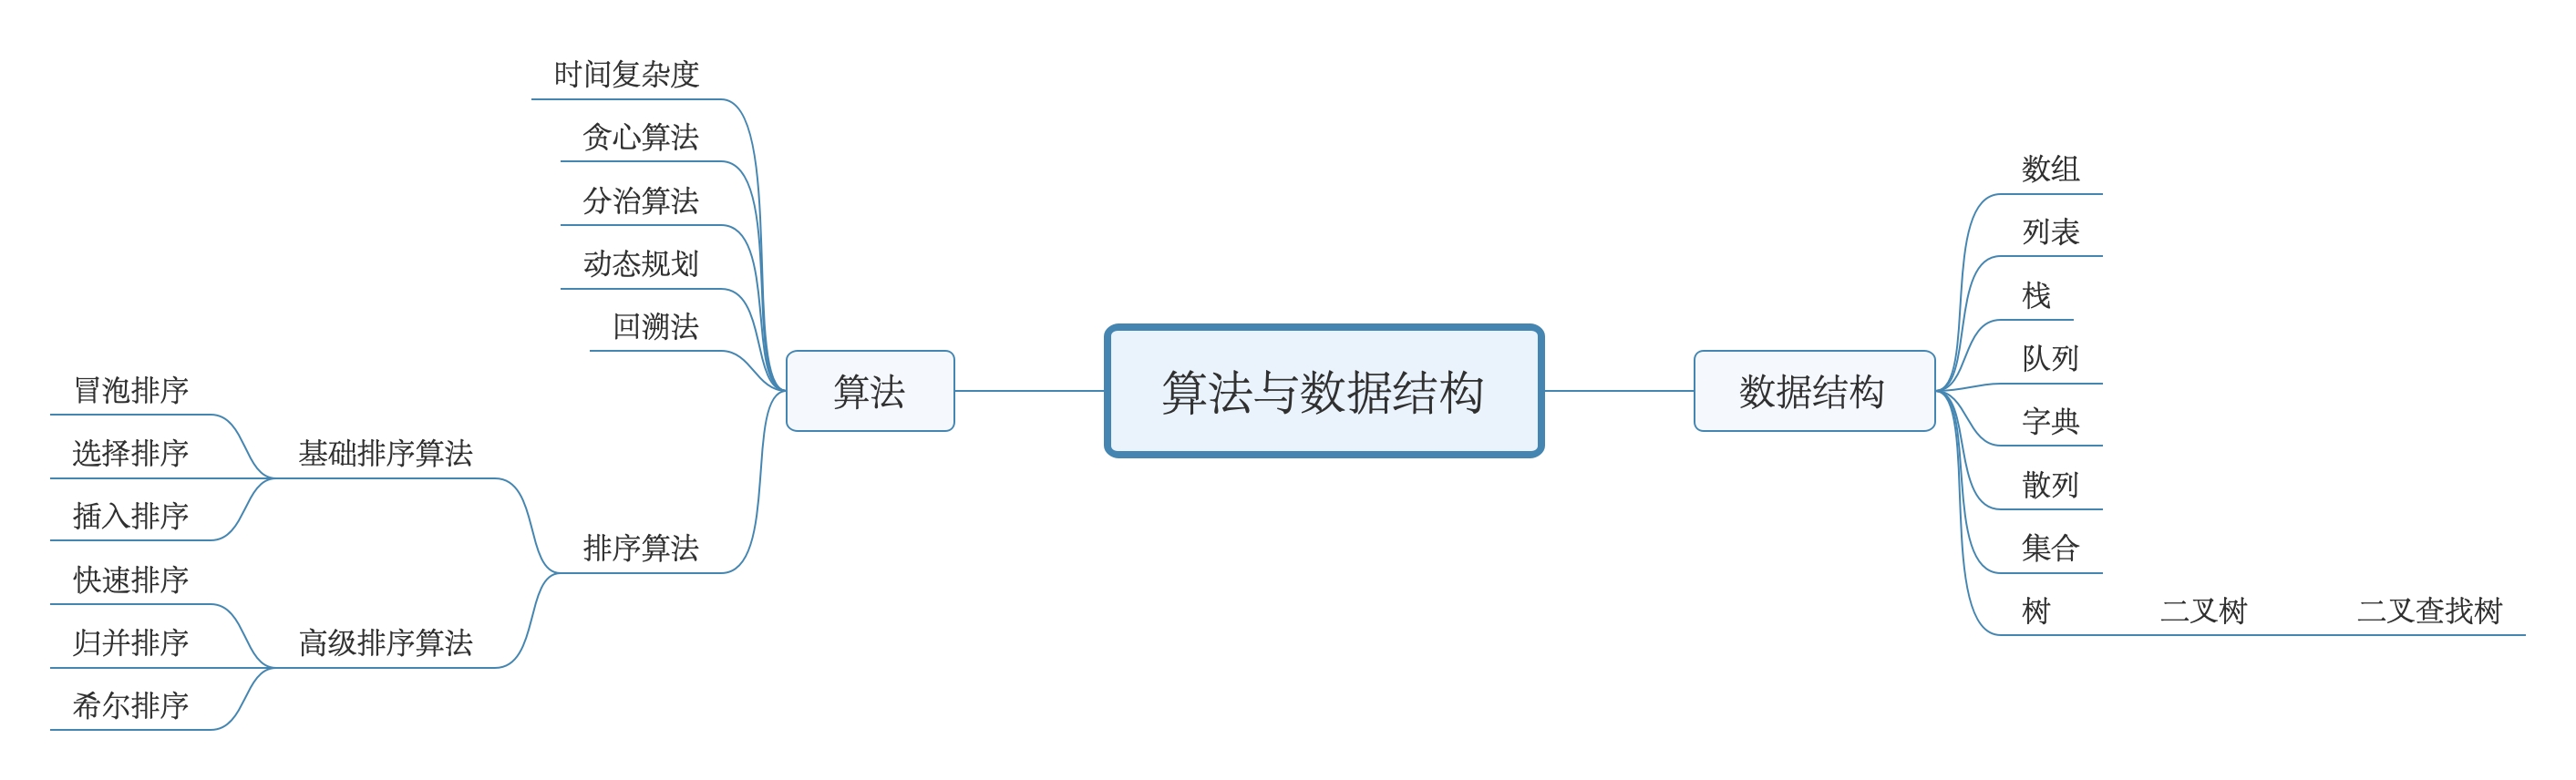 算法与数据结构
算法
时间复杂度
贪心算法
分治算法
动态规划
回溯法
排序算法
基础排序算法
冒泡排序
选择排序
插入排序
高级排序算法
快速排序
归并排序
希尔排序
数据结构
数组
列表
栈
队列
字典
散列
集合
树
二叉树
二叉查找树